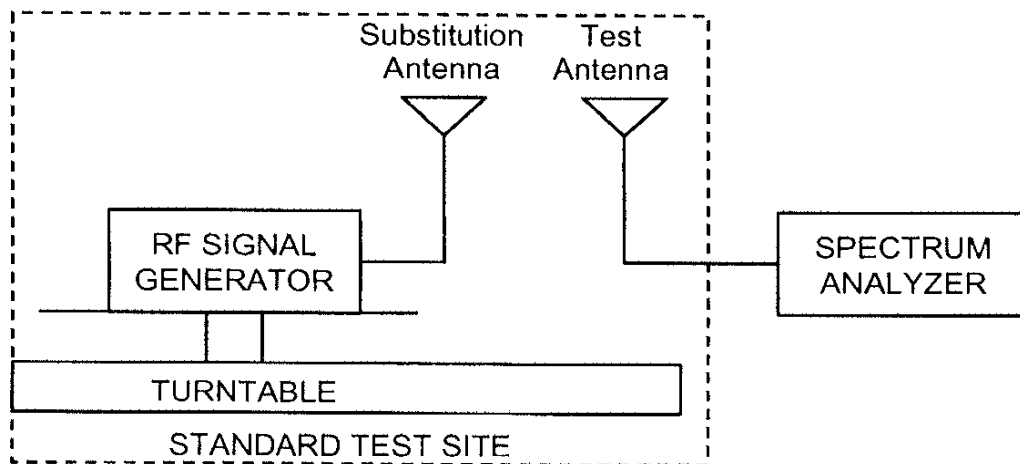 Substitution
Antenna
Test
Antenna
RF SIGNAL
GENERATOR
SPECTRUM
ANALYZER
TURNTABLE
STANDARD TEST SITE